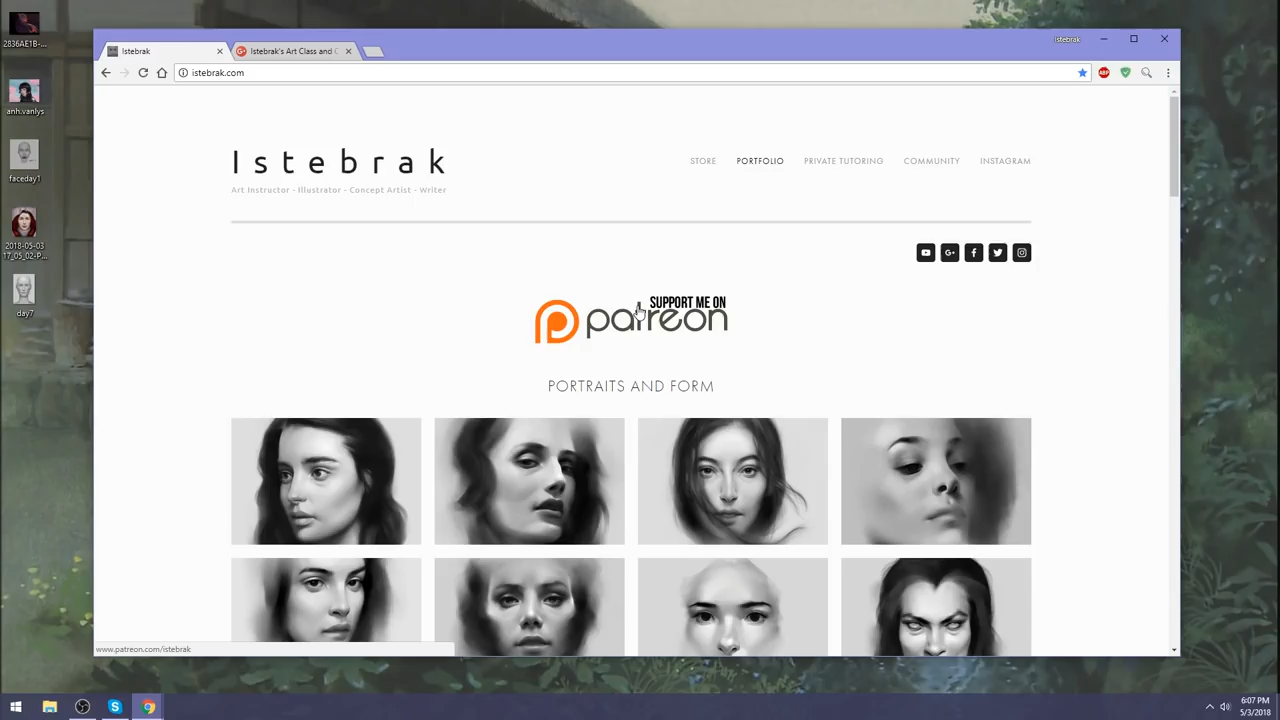 2836AE1B-...
anh.vanlys
faceday1
2018-05-03
17_05_02-P...
day7
Istebrak
Istebrak's Art Class and C
istebrak
istebrak.com
ABP
Istebrak
Art Instructor - Illustrator - Concept Artist - Writer
STORE
PORTFOLIO
PRIVATE TUTORING
COMMUNITY
INSTAGRAM
SUPPORT ME ON
patreon
PORTRAITS AND FORM
www.patreon.com/istebrak
6:07 PM
5/3/2018